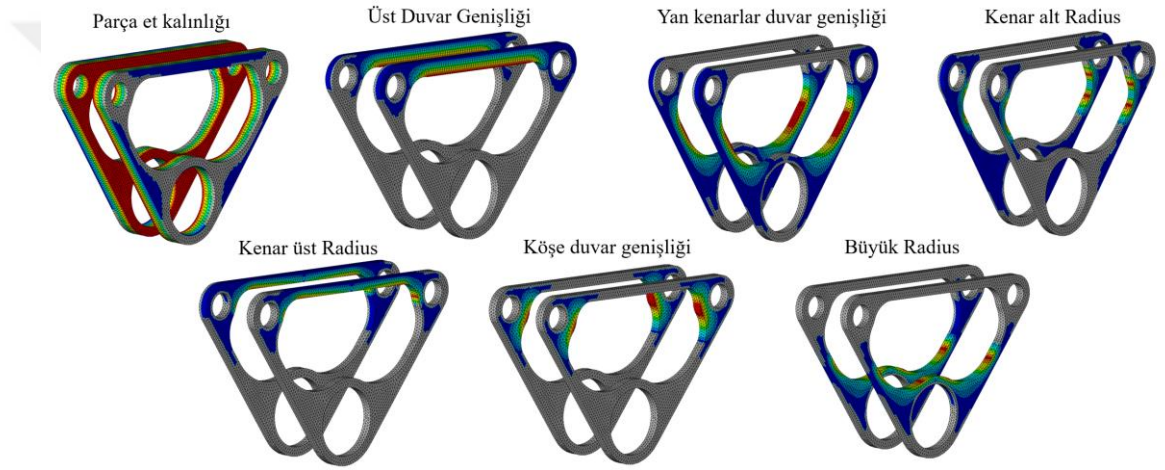 Parça et kalınlığı
Üst Duvar Genişliği
Yan kenarlar duvar genişliği
Kenar alt Radius
Kenar üst Radius
Köşe duvar genişliği
Büyük Radius